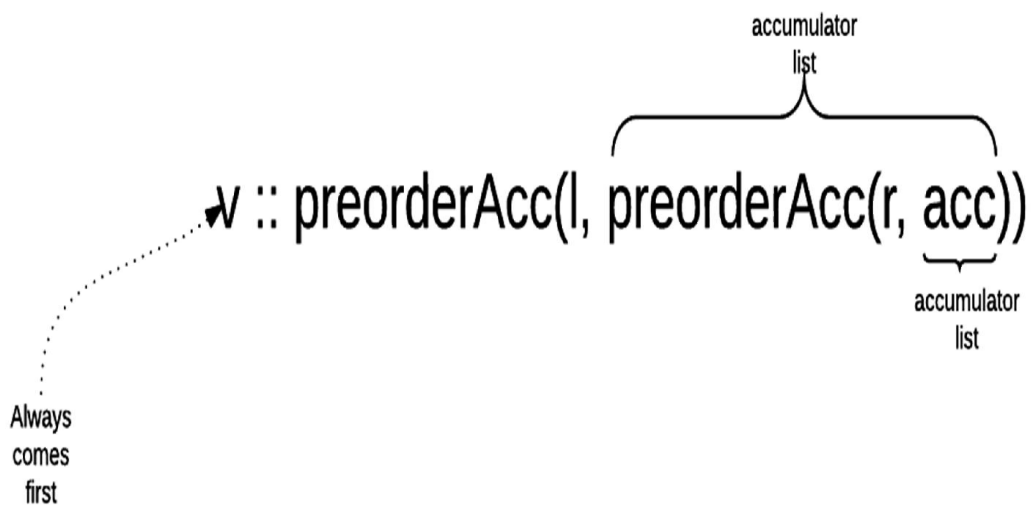 accumulator
list
v :: preorderAcc(l, preorderAcc(r, acc))
accumulator
list
Always
comes
first